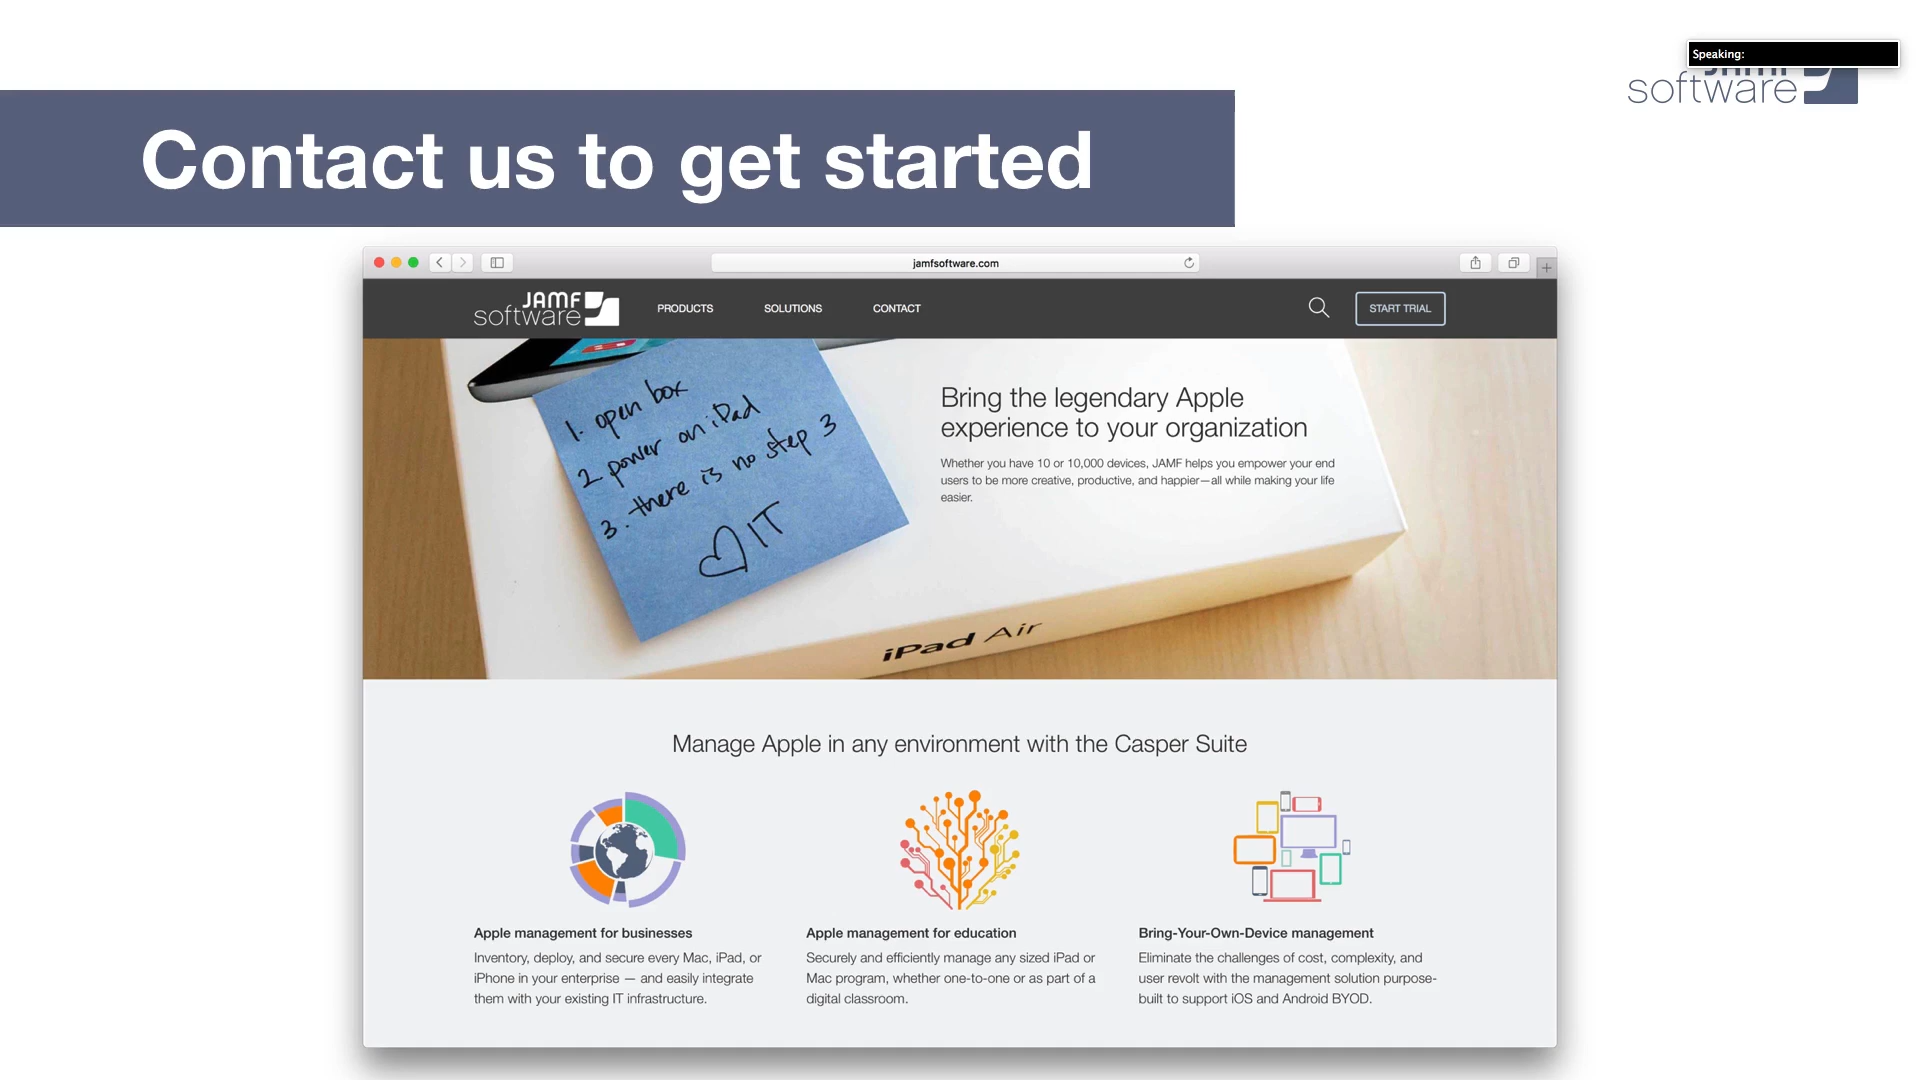 Speaking:
software
Contact us to get started
jamfsoftware.com
JAMF
software
PRODUCTS
SOLUTIONS
CONTACT
START TRIAL
1. open box
2. power on iPad
3. there is no step 3
IT
Bring the legendary Apple
experience to your organization
Whether you have 10 or 10,000 devices, JAMF helps you empower your end
users to be more creative, productive, and happier—all while making your life
easier.
iPad Air
Manage Apple in any environment with the Casper Suite
Apple management for businesses
Inventory, deploy, and secure every Mac, iPad, or
iPhone in your enterprise — and easily integrate
them with your existing IT infrastructure.
Apple management for education
Securely and efficiently manage any sized iPad or
Mac program, whether one-to-one or as part of a
digital classroom.
Bring-Your-Own-Device management
Eliminate the challenges of cost, complexity, and
user revolt with the management solution purpose-
built to support iOS and Android BYOD.